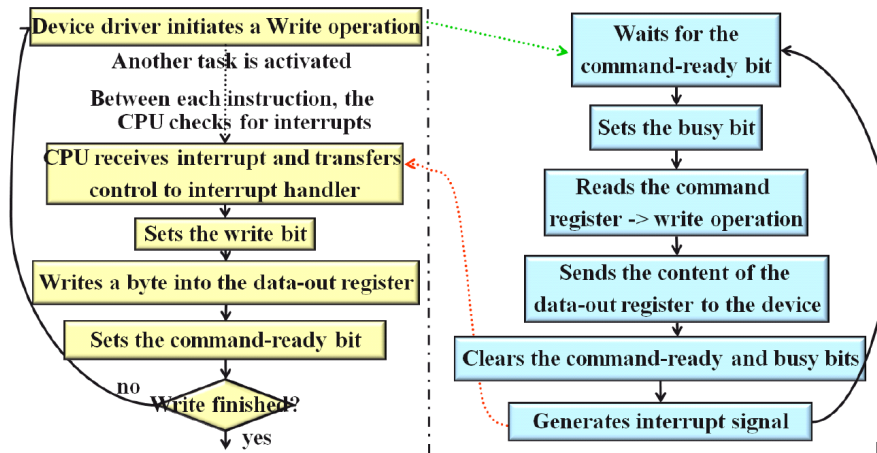 Device driver initiates a Write operation
Another task is activated
Between each instruction, the
CPU checks for interrupts
CPU receives interrupt and transfers
control to interrupt handler
Sets the write bit
Writes a byte into the data-out register
Sets the command-ready bit
no
Write finished?
yes
Waits for the
command-ready bit
Sets the busy bit
Reads the command
register -> write operation
Sends the content of the
data-out register to the device
Clears the command-ready and busy bits
Generates interrupt signal